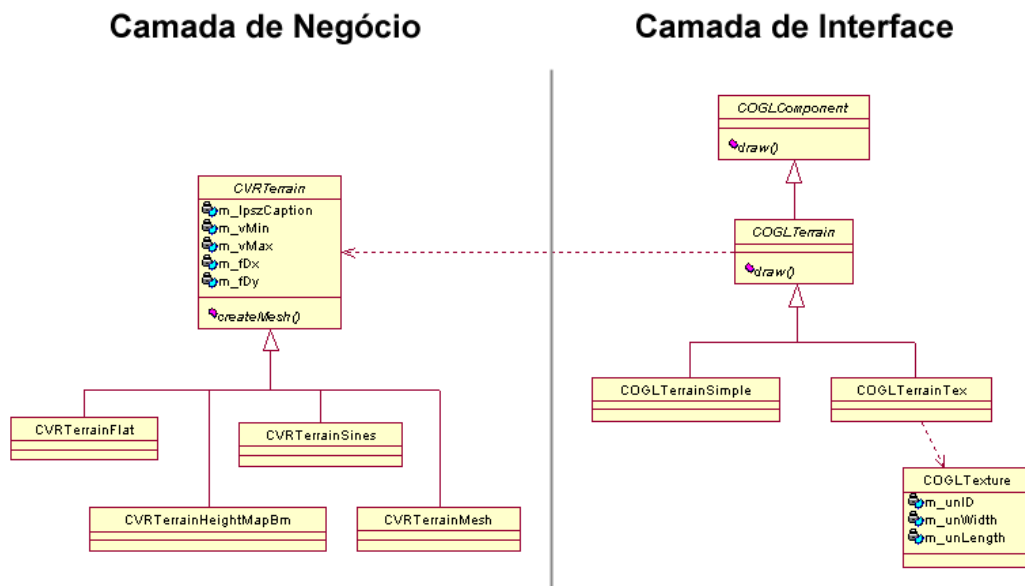 Camada de Negócio
Camada de Interface
CVRTerrain
m_lpszCaption
m_vMin
m_vMax
m_fDx
m_fDy
createMesh()
CVRTerrainFlat
CVRTerrainSines
CVRTerrainHeightMapBm
CVRTerrainMesh
COGLComponent
draw()
COGLTerrain
draw()
COGLTerrainSimple
COGLTerrainTex
COGLTexture
m_unID
m_unWidth
m_unLength